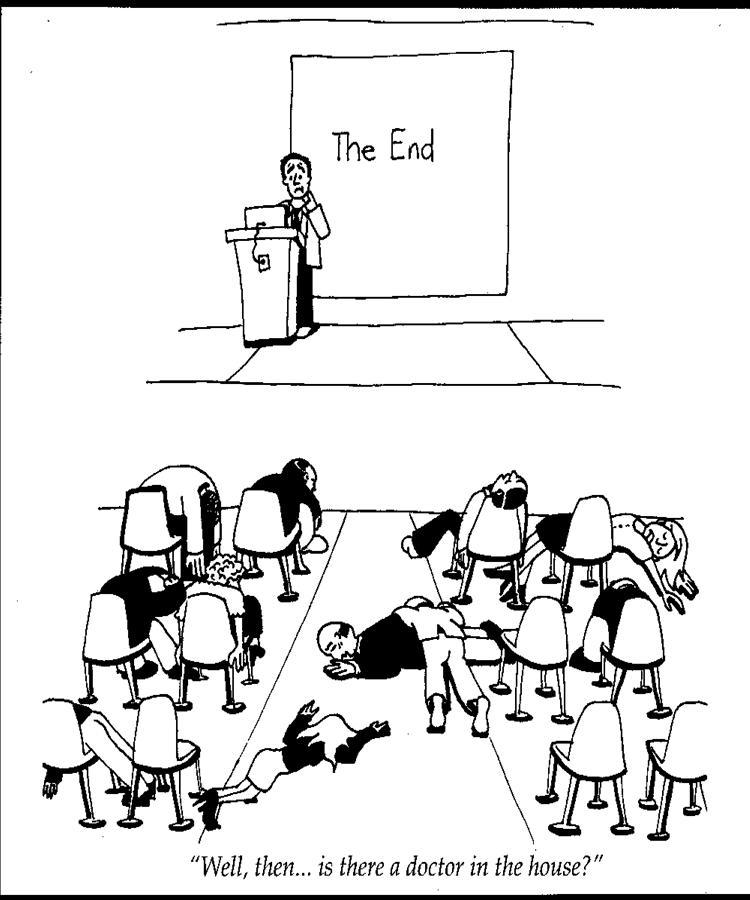 The End
“Well, then... is there a doctor in the house?”